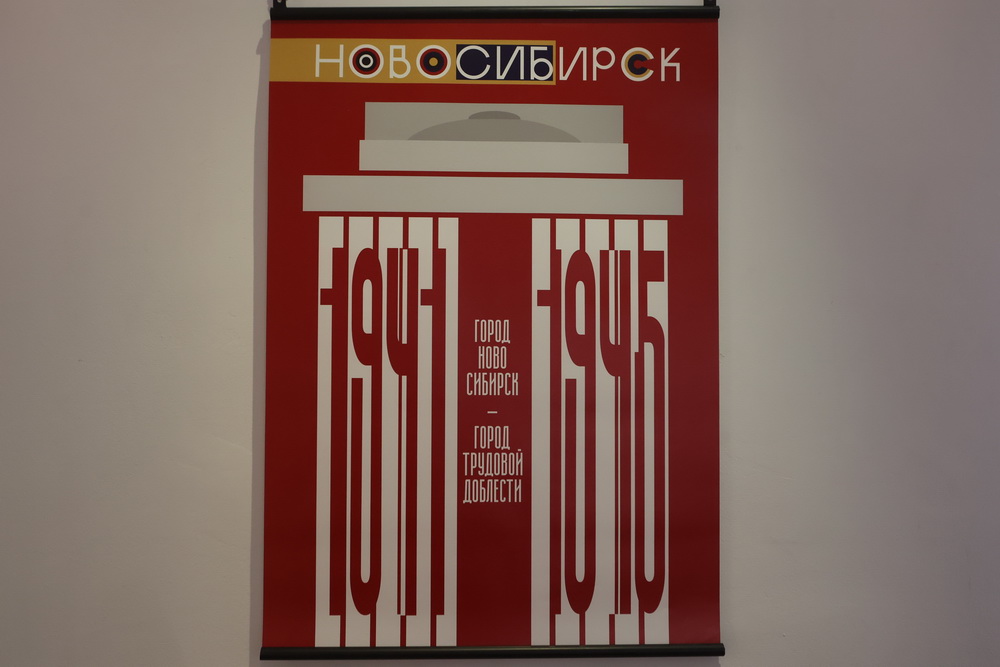 НОВОСИБИРСК
1941 1945
ГОРОД
НОВО
СИБИРСК
–
ГОРОД
ТРУДОВОЙ
ДОБЛЕСТИ